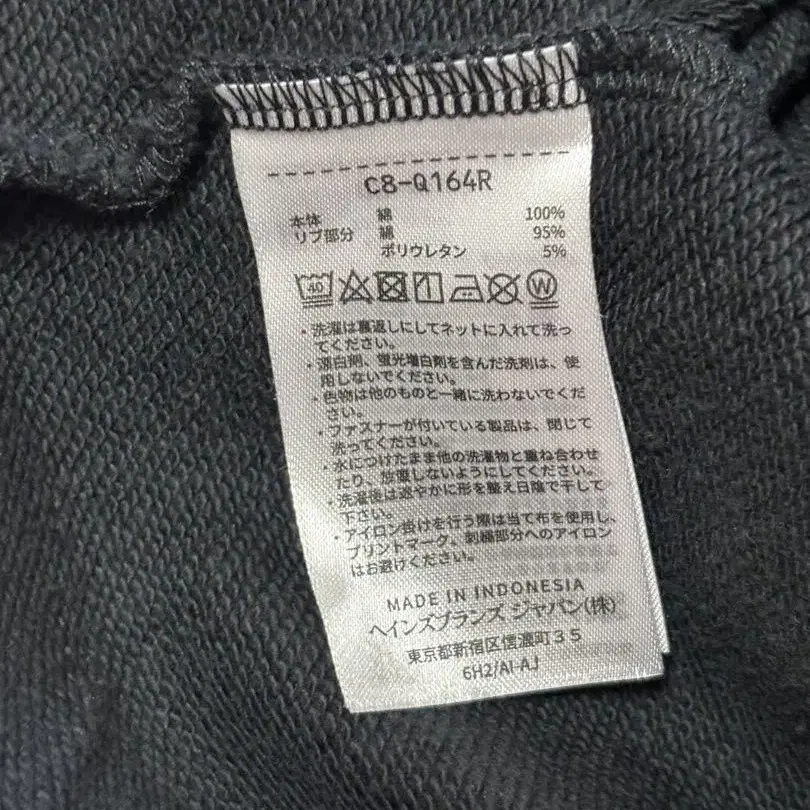 C8-Q164R
本体 綿 100%
リブ部分 綿 95%
ポリウレタン 5%
40
W
・洗濯は裏返しにしてネットに入れて洗っ
てください。
・漂白剤、蛍光増白剤を含んだ洗剤は、使
用しないでください。
・色物は他のものと一緒に洗わないでくだ
さい。
・ファスナーが付いている製品は、閉じて
洗ってください。
・水につけたまま他の洗濯物と重ね合わせ
たり、放置しないようにしてください。
・洗濯後は速やかに形を整え日陰で干して
下さい。
・アイロン掛けを行う際は当て布を使用し、
プリントマーク、刺繍部分へのアイロン
はお避けください。
MADE IN INDONESIA
ヘインズブランズ ジャパン(株)
東京都新宿区信濃町35
6H2/AI-AJ